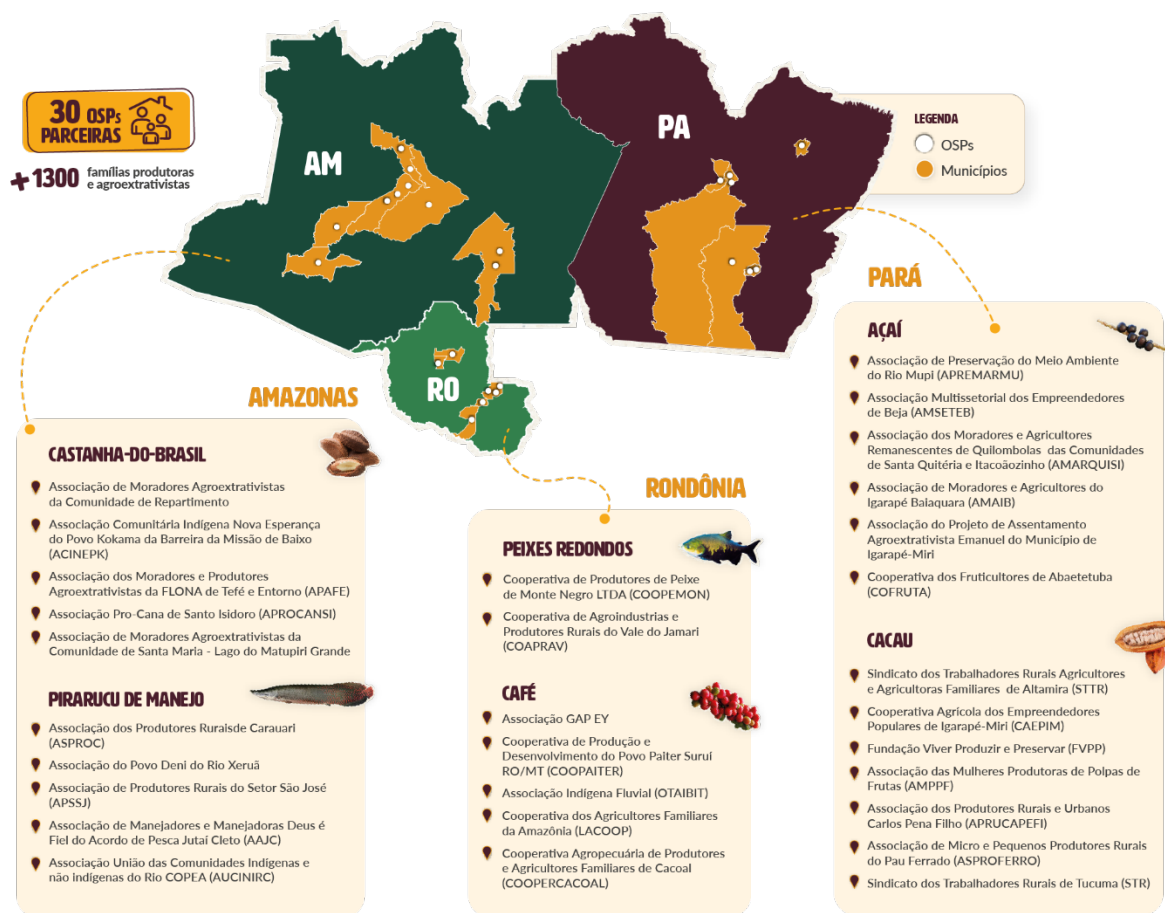 30 OSPs
PARCEIRAS
+1300 famílias produtoras
e agroextrativistas
AM
PA
RO
LEGENDA
OSPs
Municípios
AMAZONAS
CASTANHA-DO-BRASIL
Associação de Moradores Agroextrativistas
da Comunidade de Repartimento
Associação Comunitária Indígena Nova Esperança
do Povo Kokama da Barreira da Missão de Baixo
(ACINEPK)
Associação dos Moradores e Produtores
Agroextrativistas da FLONA de Tefé e Entorno (APAFE)
Associação Pro-Cana de Santo Isidoro (APROCANSI)
Associação de Moradores Agroextrativistas da
Comunidade de Santa Maria - Lago do Matupiri Grande
PIRARUCU DE MANEJO
Associação dos Produtores Ruraisde Carauari
(ASPROC)
Associação do Povo Deni do Rio Xeruã
Associação de Produtores Rurais do Setor São José
(APSSJ)
Associação de Manejadores e Manejadoras Deus é
Fiel do Acordo de Pesca Jutaí Cleto (AAJC)
Associação União das Comunidades Indígenas e
não indígenas do Rio COPEA (AUCINIRC)
RONDÔNIA
PEIXES REDONDOS
Cooperativa de Produtores de Peixe
de Monte Negro LTDA (COOPEMON)
Cooperativa de Agroindustrias e
Produtores Rurais do Vale do Jamari
(COAPRAV)
CAFÉ
Associação GAP EY
Cooperativa de Produção e
Desenvolvimento do Povo Paiter Suruí
RO/MT (COOPAITER)
Associação Indígena Fluvial (OTAIBIT)
Cooperativa dos Agricultores Familiares
da Amazônia (LACOOP)
Cooperativa Agropecuária de Produtores
e Agricultores Familiares de Cacoal
(COOPERCACOAL)
PARÁ
AÇAÍ
Associação de Preservação do Meio Ambiente
do Rio Mupi (APREMARMU)
Associação Multissetorial dos Empreendedores
de Beja (AMSETEB)
Associação dos Moradores e Agricultores
Remanescentes de Quilombolas das Comunidades
de Santa Quitéria e Itacoãozinho (AMARQUISI)
Associação de Moradores e Agricultores do
Igarapé Baiaquara (AMAIB)
Associação do Projeto de Assentamento
Agroextrativista Emanuel do Município de
Igarapé-Miri
Cooperativa dos Fruticultores de Abaetetuba
(COFRUTA)
CACAU
Sindicato dos Trabalhadores Rurais Agricultores
e Agricultoras Familiares de Altamira (STTR)
Cooperativa Agricola dos Empreendedores
Populares de Igarapé-Miri (CAEPIM)
Fundação Viver Produzir e Preservar (FVPP)
Associação das Mulheres Produtoras de Polpas de
Frutas (AMPPF)
Associação dos Produtores Rurais e Urbanos
Carlos Pena Filho (APRUCAPEFI)
Associação de Micro e Pequenos Produtores Rurais
do Pau Ferrado (ASPROFERRO)
Sindicato dos Trabalhadores Rurais de Tucuma (STR)